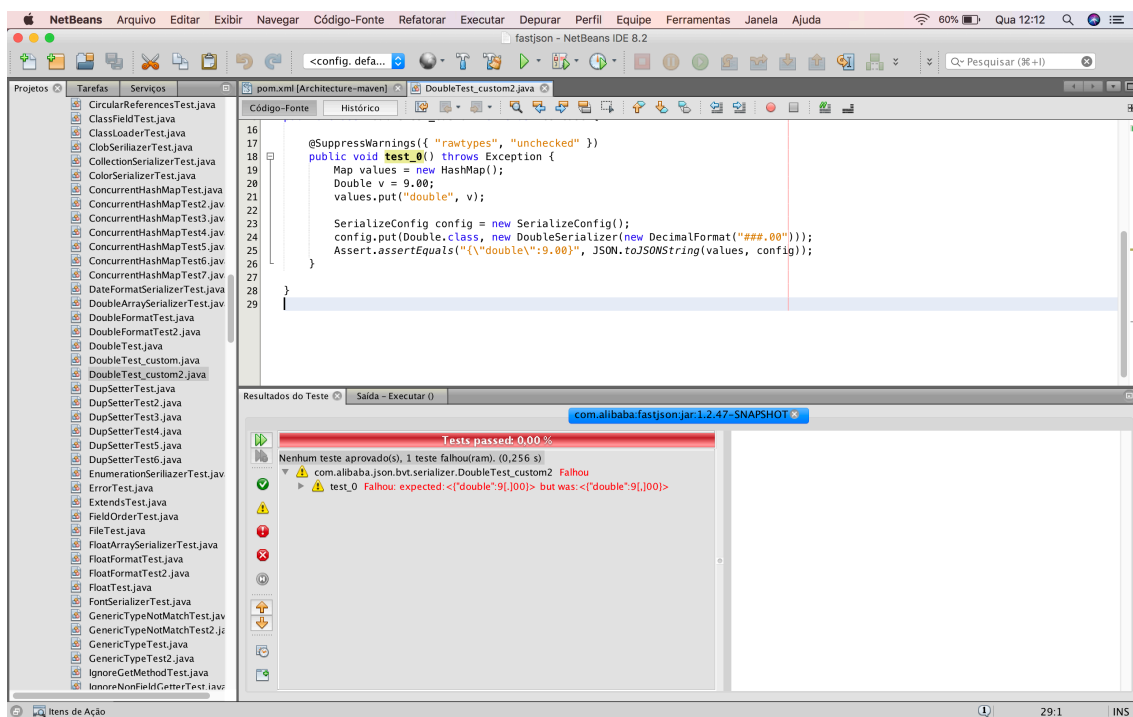 NetBeans Arquivo Editar Exibir Navegar Código-Fonte Refatorar Executar Depurar Perfil Equipe Ferramentas Janela Ajuda 60% Qua 12:12
fastjson - NetBeans IDE 8.2
<config. defa... Pesquisar (⌘+I)
Projetos Tarefas Serviços
pom.xml [Architecture-maven] DoubleTest_custom2.java
Código-Fonte Histórico
CircularReferencesTest.java
ClassFieldTest.java
ClassLoaderTest.java
ClobSeriliazerTest.java
CollectionSerializerTest.java
ColorSerializerTest.java
ConcurrentHashMapTest.java
ConcurrentHashMapTest2.jav
ConcurrentHashMapTest3.jav
ConcurrentHashMapTest4.jav
ConcurrentHashMapTest5.jav
ConcurrentHashMapTest6.jav
ConcurrentHashMapTest7.jav
DateFormatSerializerTest.java
DoubleArraySerializerTest.jav
DoubleFormatTest.java
DoubleFormatTest2.java
DoubleTest.java
DoubleTest_custom.java
DoubleTest_custom2.java
DupSetterTest.java
DupSetterTest2.java
DupSetterTest3.java
DupSetterTest4.java
DupSetterTest5.java
DupSetterTest6.java
EnumerationSeriliazerTest.jav
ErrorTest.java
ExtendsTest.java
FieldOrderTest.java
FileTest.java
FloatArraySerializerTest.java
FloatFormatTest.java
FloatFormatTest2.java
FloatTest.java
FontSerializerTest.java
GenericTypeNotMatchTest.jav
GenericTypeNotMatchTest2.ja
GenericTypeTest.java
GenericTypeTest2.java
IgnoreGetMethodTest.java
IgnoreNonFieldGetterTest.java
16
17 @SuppressWarnings({ "rawtypes", "unchecked" })
18 public void test_0() throws Exception {
19 Map values = new HashMap();
20 Double v = 9.00;
21 values.put("double", v);
22
23 SerializeConfig config = new SerializeConfig();
24 config.put(Double.class, new DoubleSerializer(new DecimalFormat("###.00")));
25 Assert.assertEquals("{\"double\":9.00}", JSON.toJSONString(values, config));
26 }
27
28 }
29
Resultados do Teste Saída – Executar ()
com.alibaba:fastjson:jar:1.2.47-SNAPSHOT
Tests passed: 0,00 %
Nenhum teste aprovado(s), 1 teste falhou(ram). (0,256 s)
com.alibaba.json.bvt.serializer.DoubleTest_custom2 Falhou
test_0 Falhou: expected:<{"double":9[.]00}> but was:<{"double":9[,]00}>
Itens de Ação 1 29:1 INS